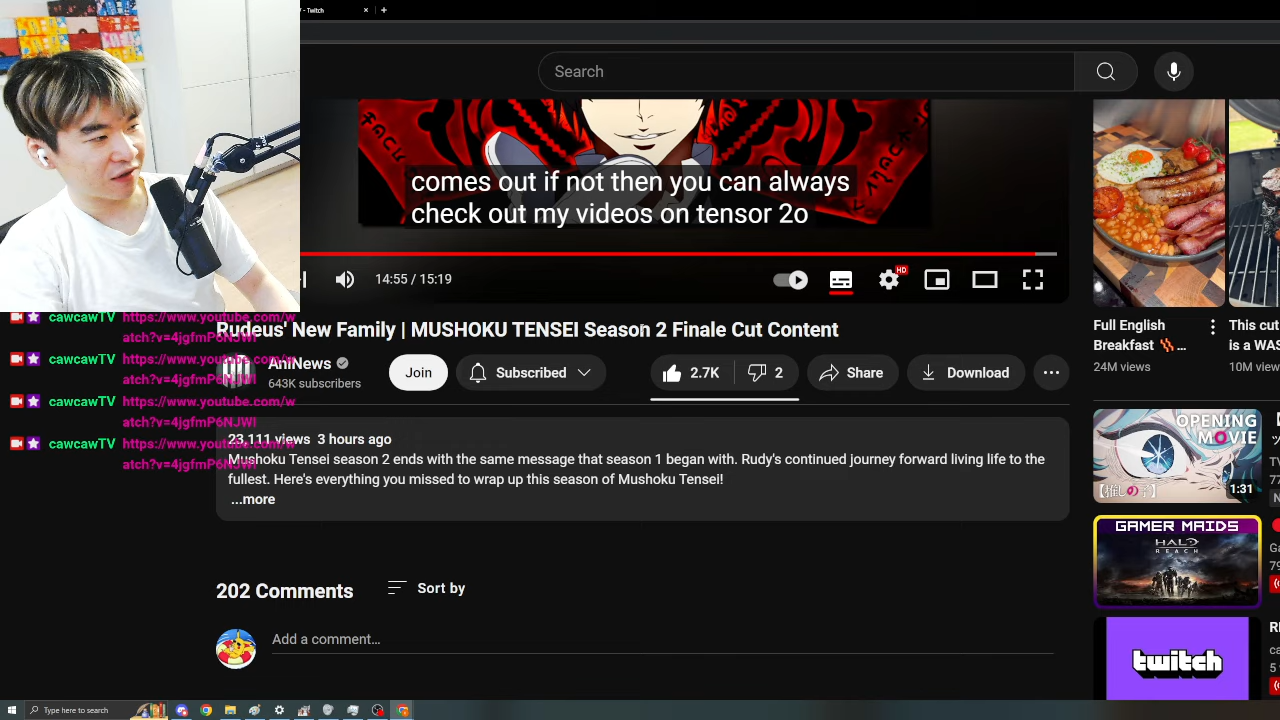 - Twitch
Search
comes out if not then you can always
check out my videos on tensor 2o
14:55 / 15:19
HD
Rudeus' New Family | MUSHOKU TENSEI Season 2 Finale Cut Content
AniNews
643K subscribers
Join
Subscribed
2.7K
2
Share
Download
23,111 views 3 hours ago
Mushoku Tensei season 2 ends with the same message that season 1 began with. Rudy's continued journey forward living life to the
fullest. Here's everything you missed to wrap up this season of Mushoku Tensei!
...more
202 Comments
Sort by
Add a comment...
cawcawTV https://www.youtube.com/w
atch?v=4jgfmP6NJWI
cawcawTV https://www.youtube.com/w
atch?v=4jgfmP6NJWI
cawcawTV https://www.youtube.com/w
atch?v=4jgfmP6NJWI
cawcawTV https://www.youtube.com/w
atch?v=4jgfmP6NJWI
Full English
Breakfast
24M views
This cut
is a WAS
10M view
OPENING
MOVIE
【推しの子】
1:31
GAMER MAIDS
HALO
REACH
twitch
Type here to search